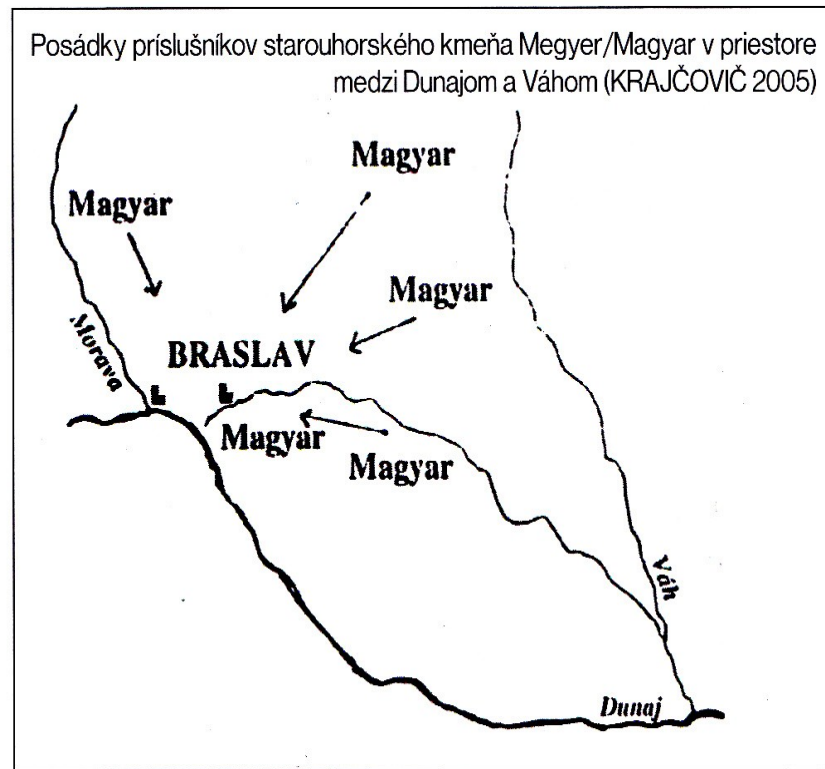 Posádky príslušníkov starouhorského kmeňa Megyer/Magyar v priestore
medzi Dunajom a Váhom (KRAJČOVIČ 2005)
Magyar
Magyar
Magyar
Morava
BRASLAV
Magyar
Magyar
Váh
Dunaj